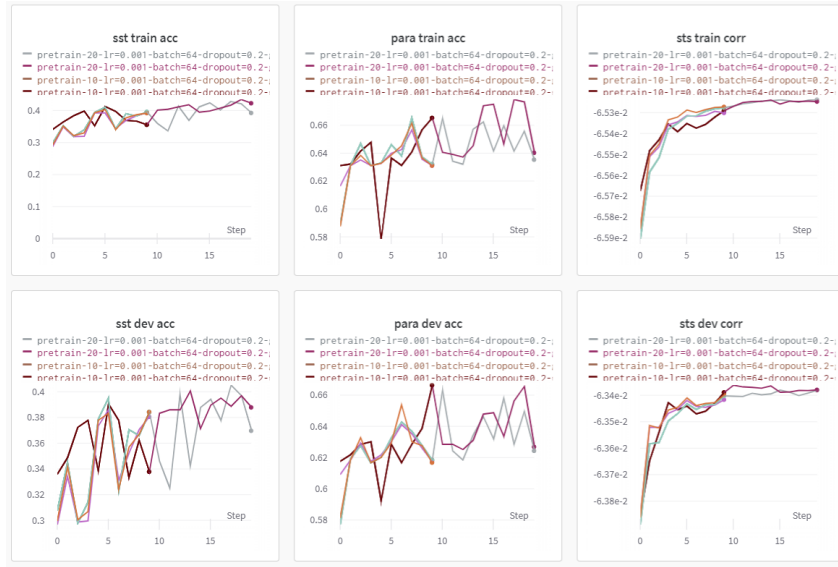 sst train acc
pretrain-20-lr=0.001-batch=64-dropout=0.2-
pretrain-20-lr=0.001-batch=64-dropout=0.2-
pretrain-10-lr=0.001-batch=64-dropout=0.2-
pretrain-10-lr=0.001-batch=64-dropout=0.2-
0.4
0.3
0.2
0.1
0
Step
0 5 10 15
para train acc
pretrain-20-lr=0.001-batch=64-dropout=0.2-
pretrain-20-lr=0.001-batch=64-dropout=0.2-
pretrain-10-lr=0.001-batch=64-dropout=0.2-
pretrain-10-lr=0.001-batch=64-dropout=0.2-
0.66
0.64
0.62
0.6
0.58
Step
0 5 10 15
sts train corr
pretrain-20-lr=0.001-batch=64-dropout=0.2-
pretrain-20-lr=0.001-batch=64-dropout=0.2-
pretrain-10-lr=0.001-batch=64-dropout=0.2-
pretrain-10-lr=0.001-batch=64-dropout=0.2-
-6.53e-2
-6.54e-2
-6.55e-2
-6.56e-2
-6.57e-2
-6.58e-2
-6.59e-2
Step
0 5 10 15
sst dev acc
pretrain-20-lr=0.001-batch=64-dropout=0.2-
pretrain-20-lr=0.001-batch=64-dropout=0.2-
pretrain-10-lr=0.001-batch=64-dropout=0.2-
pretrain-10-lr=0.001-batch=64-dropout=0.2-
0.4
0.38
0.36
0.34
0.32
0.3
Step
0 5 10 15
para dev acc
pretrain-20-lr=0.001-batch=64-dropout=0.2-
pretrain-20-lr=0.001-batch=64-dropout=0.2-
pretrain-10-lr=0.001-batch=64-dropout=0.2-
pretrain-10-lr=0.001-batch=64-dropout=0.2-
0.66
0.64
0.62
0.6
0.58
Step
0 5 10 15
sts dev corr
pretrain-20-lr=0.001-batch=64-dropout=0.2-
pretrain-20-lr=0.001-batch=64-dropout=0.2-
pretrain-10-lr=0.001-batch=64-dropout=0.2-
pretrain-10-lr=0.001-batch=64-dropout=0.2-
-6.34e-2
-6.35e-2
-6.36e-2
-6.37e-2
-6.38e-2
Step
0 5 10 15